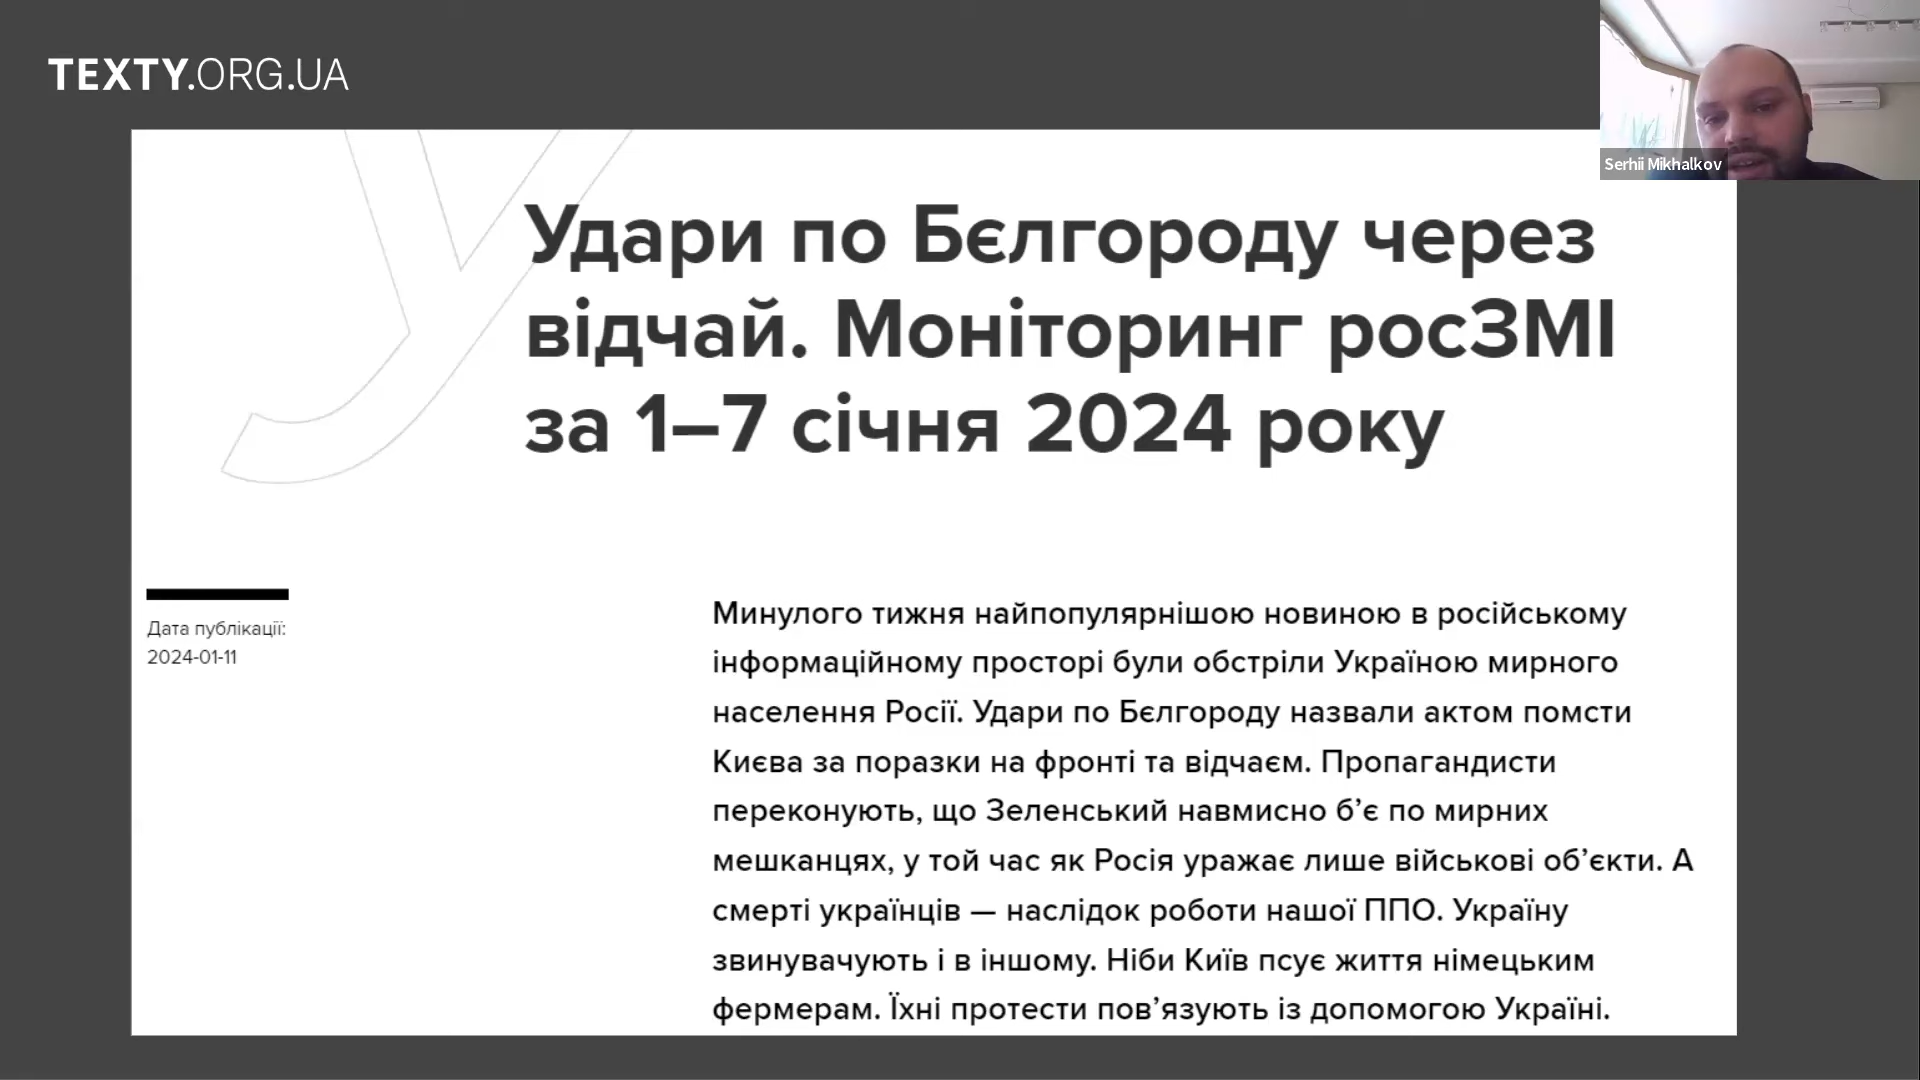 TEXTY.ORG.UA
Serhii Mikhalkov
Удари по Бєлгороду через
відчай. Моніторинг росЗМІ
за 1–7 січня 2024 року
Дата публікації:
2024-01-11
Минулого тижня найпопулярнішою новиною в російському
інформаційному просторі були обстріли Україною мирного
населення Росії. Удари по Бєлгороду назвали актом помсти
Києва за поразки на фронті та відчаєм. Пропагандисти
переконують, що Зеленський навмисно б’є по мирних
мешканцях, у той час як Росія уражає лише військові об’єкти. А
смерті українців — наслідок роботи нашої ППО. Україну
звинувачують і в іншому. Ніби Київ псує життя німецьким
фермерам. Їхні протести пов’язують із допомогою Україні.